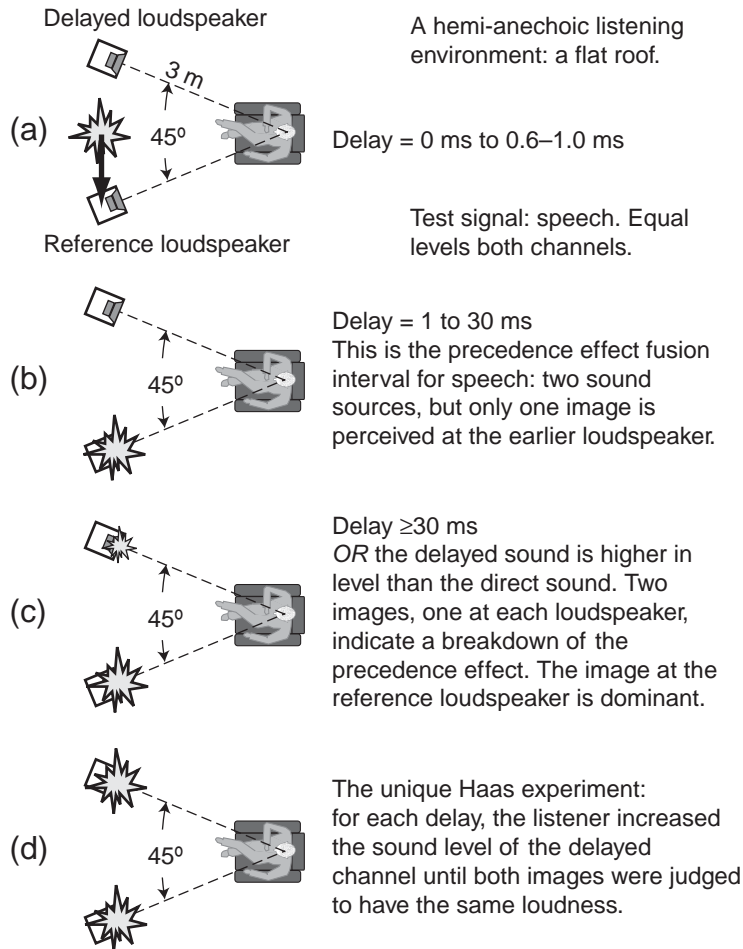 Delayed loudspeaker
A hemi-anechoic listening
environment: a flat roof.
3 m
(a)
45º
Delay = 0 ms to 0.6–1.0 ms
Test signal: speech. Equal
levels both channels.
Reference loudspeaker
(b)
45º
Delay = 1 to 30 ms
This is the precedence effect fusion
interval for speech: two sound
sources, but only one image is
perceived at the earlier loudspeaker.
(c)
45º
Delay ≥30 ms
OR the delayed sound is higher in
level than the direct sound. Two
images, one at each loudspeaker,
indicate a breakdown of the
precedence effect. The image at the
reference loudspeaker is dominant.
(d)
45º
The unique Haas experiment:
for each delay, the listener increased
the sound level of the delayed
channel until both images were judged
to have the same loudness.